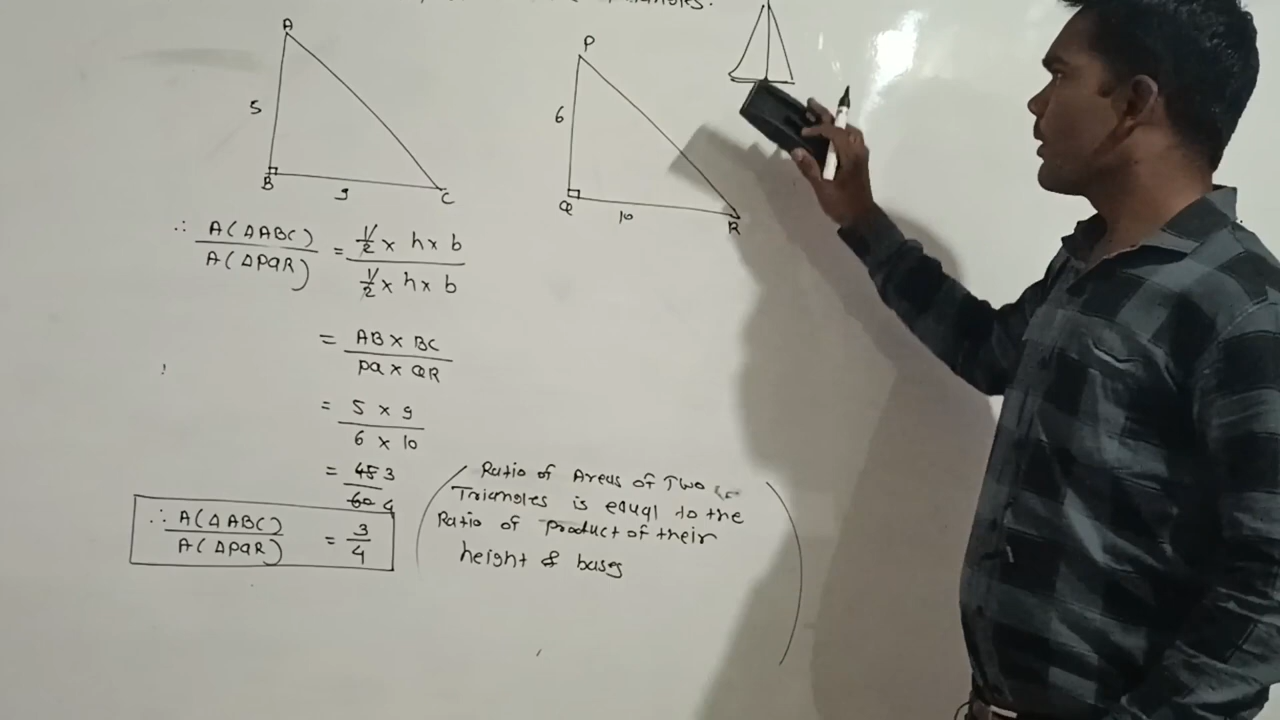 A
5
B
9
C
P
6
Q
10
R
∴ A(ΔABC) / A(ΔPQR) = 1/2 × h × b / 1/2 × h × b
= AB × BC / PQ × QR
= 5 × 9 / 6 × 10
= 45 3 / 60 4
∴ A(ΔABC) / A(ΔPQR) = 3/4
Ratio of Areas of Two
Triangles is equal to the
Ratio of product of their
height & bases